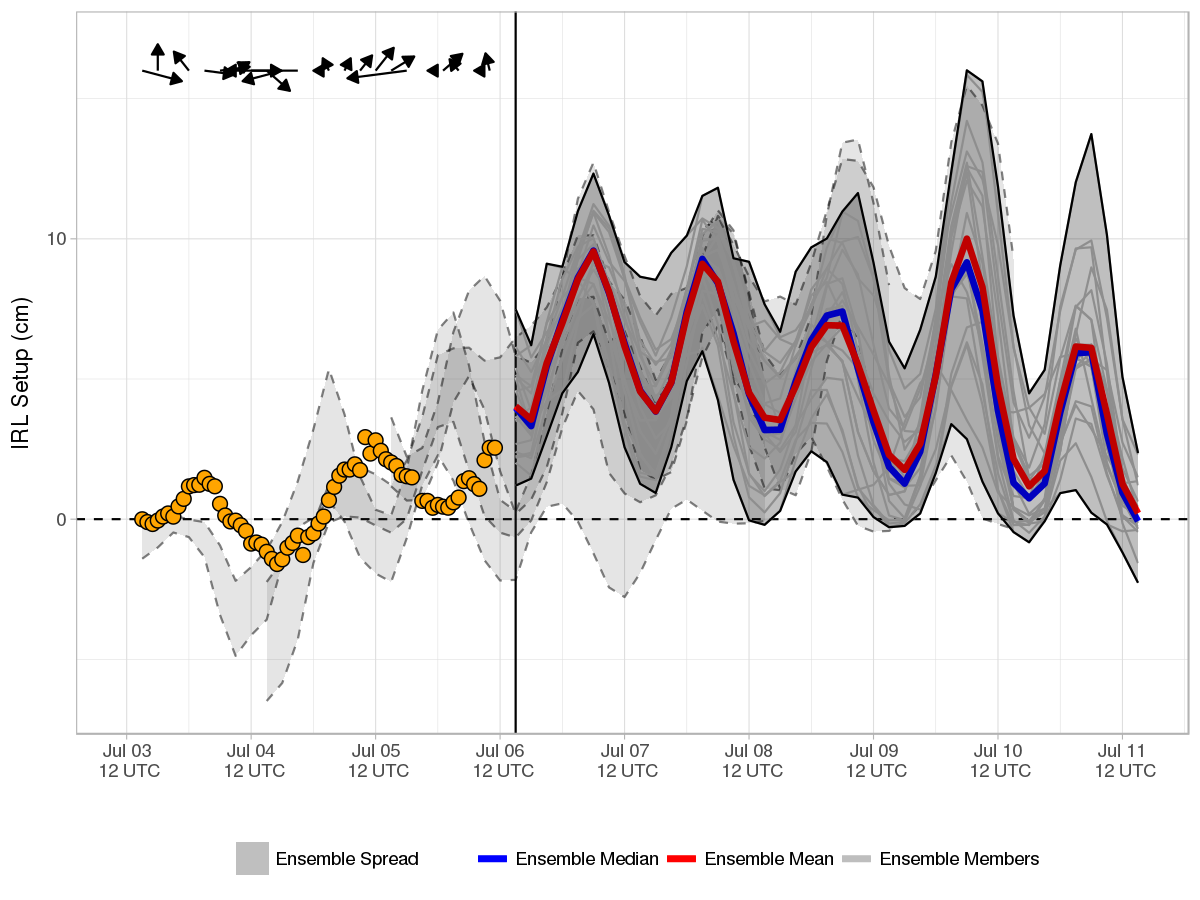 IRL Setup (cm)
10
0
Jul 03 Jul 04 Jul 05 Jul 06 Jul 07 Jul 08 Jul 09 Jul 10 Jul 11
12 UTC 12 UTC 12 UTC 12 UTC 12 UTC 12 UTC 12 UTC 12 UTC 12 UTC
Ensemble Spread Ensemble Median Ensemble Mean Ensemble Members